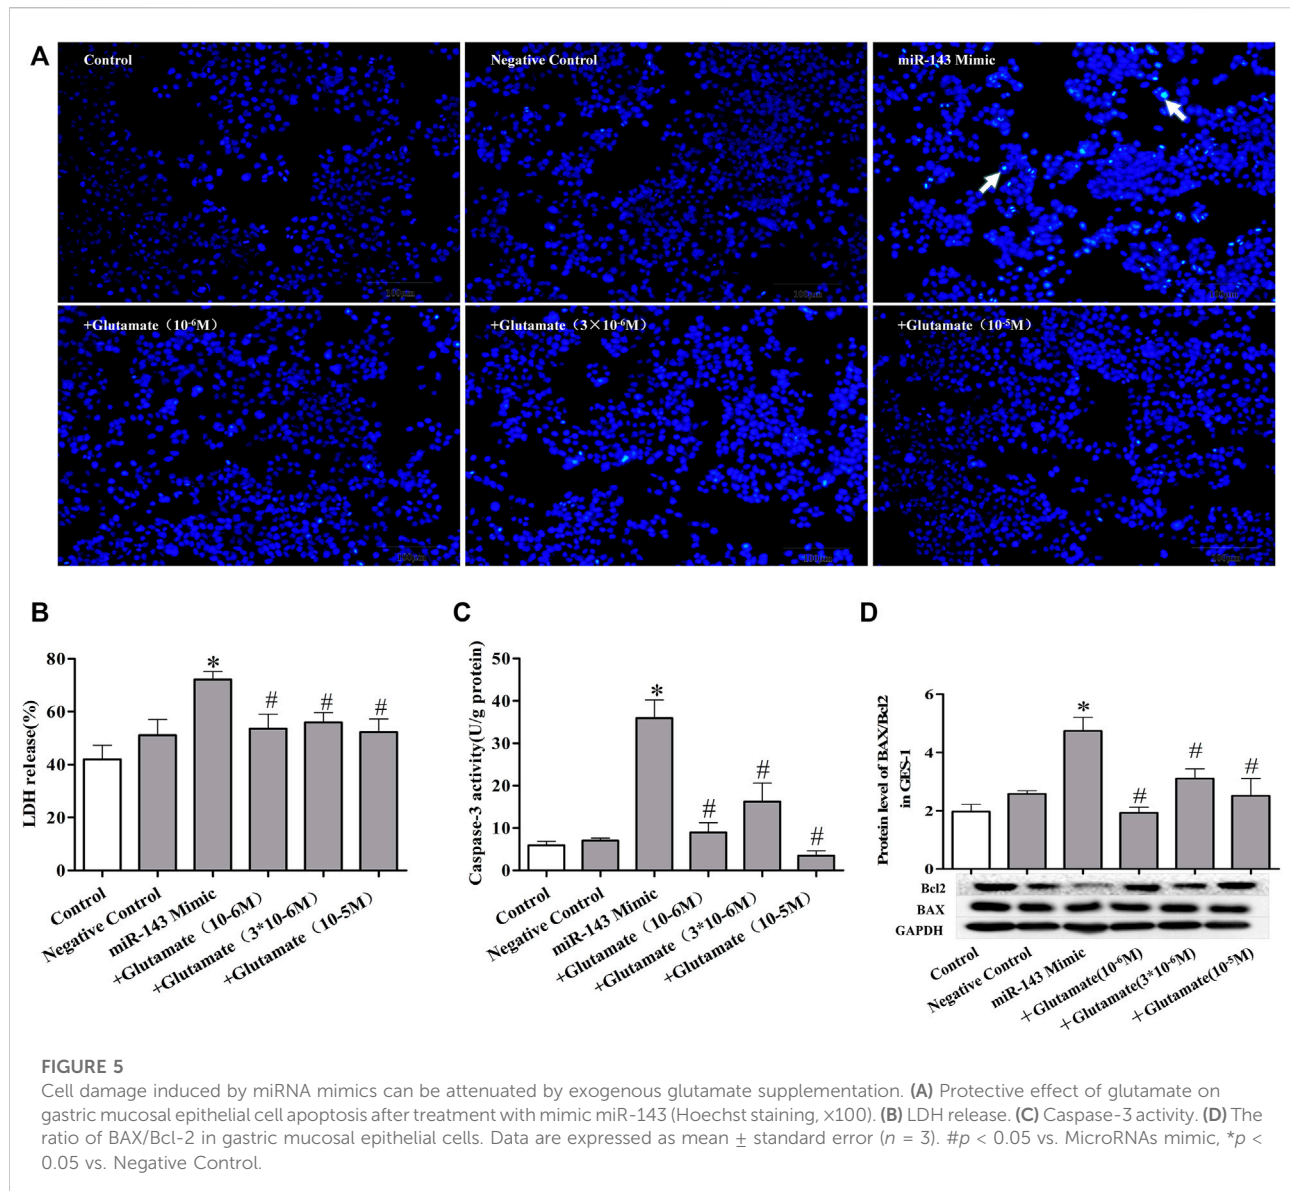 A
Control
Negative Control
miR-143 Mimic
100μm
100μm
100μm
+Glutamate（10-6M）
+Glutamate（3×10-6M）
+Glutamate（10-5M）
100μm
100μm
100μm
B
LDH release(%)
80
60
40
20
0
*
#
#
#
Control
Negative Control
miR-143 Mimic
+Glutamate（10-6M）
+Glutamate（3*10-6M）
+Glutamate（10-5M）
C
Caspase-3 activity(U/g protein)
50
40
30
20
10
0
*
#
#
#
Control
Negative Control
miR-143 Mimic
+Glutamate（10-6M）
+Glutamate（3*10-6M）
+Glutamate（10-5M）
D
Protein level of BAX/Bcl2
in GES-1
6
4
2
0
*
#
#
#
Bcl2
BAX
GAPDH
Control
Negative Control
miR-143 Mimic
＋Glutamate(10-6M)
＋Glutamate(3*10-6M)
＋Glutamate(10-5M)
FIGURE 5
Cell damage induced by miRNA mimics can be attenuated by exogenous glutamate supplementation. (A) Protective effect of glutamate on
gastric mucosal epithelial cell apoptosis after treatment with mimic miR-143 (Hoechst staining, ×100). (B) LDH release. (C) Caspase-3 activity. (D) The
ratio of BAX/Bcl-2 in gastric mucosal epithelial cells. Data are expressed as mean ± standard error (n = 3). #p < 0.05 vs. MicroRNAs mimic, *p <
0.05 vs. Negative Control.